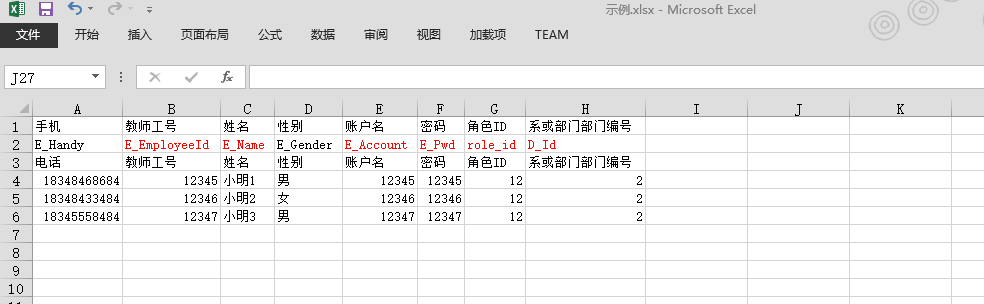 示例.xlsx - Microsoft Excel
文件 开始 插入 页面布局 公式 数据 审阅 视图 加载项 TEAM
J27 fx
A B C D E F G H I J K
1 手机 教师工号 姓名 性别 账户名 密码 角色ID 系或部门部门编号
2 E_Handy E_EmployeeId E_Name E_Gender E_Account E_Pwd role_id D_Id
3 电话 教师工号 姓名 性别 账户名 密码 角色ID 系或部门部门编号
4 18348468684 12345 小明1 男 12345 12345 12 2
5 18348433484 12346 小明2 女 12346 12346 12 2
6 18345558484 12347 小明3 男 12347 12347 12 2
7
8
9
10